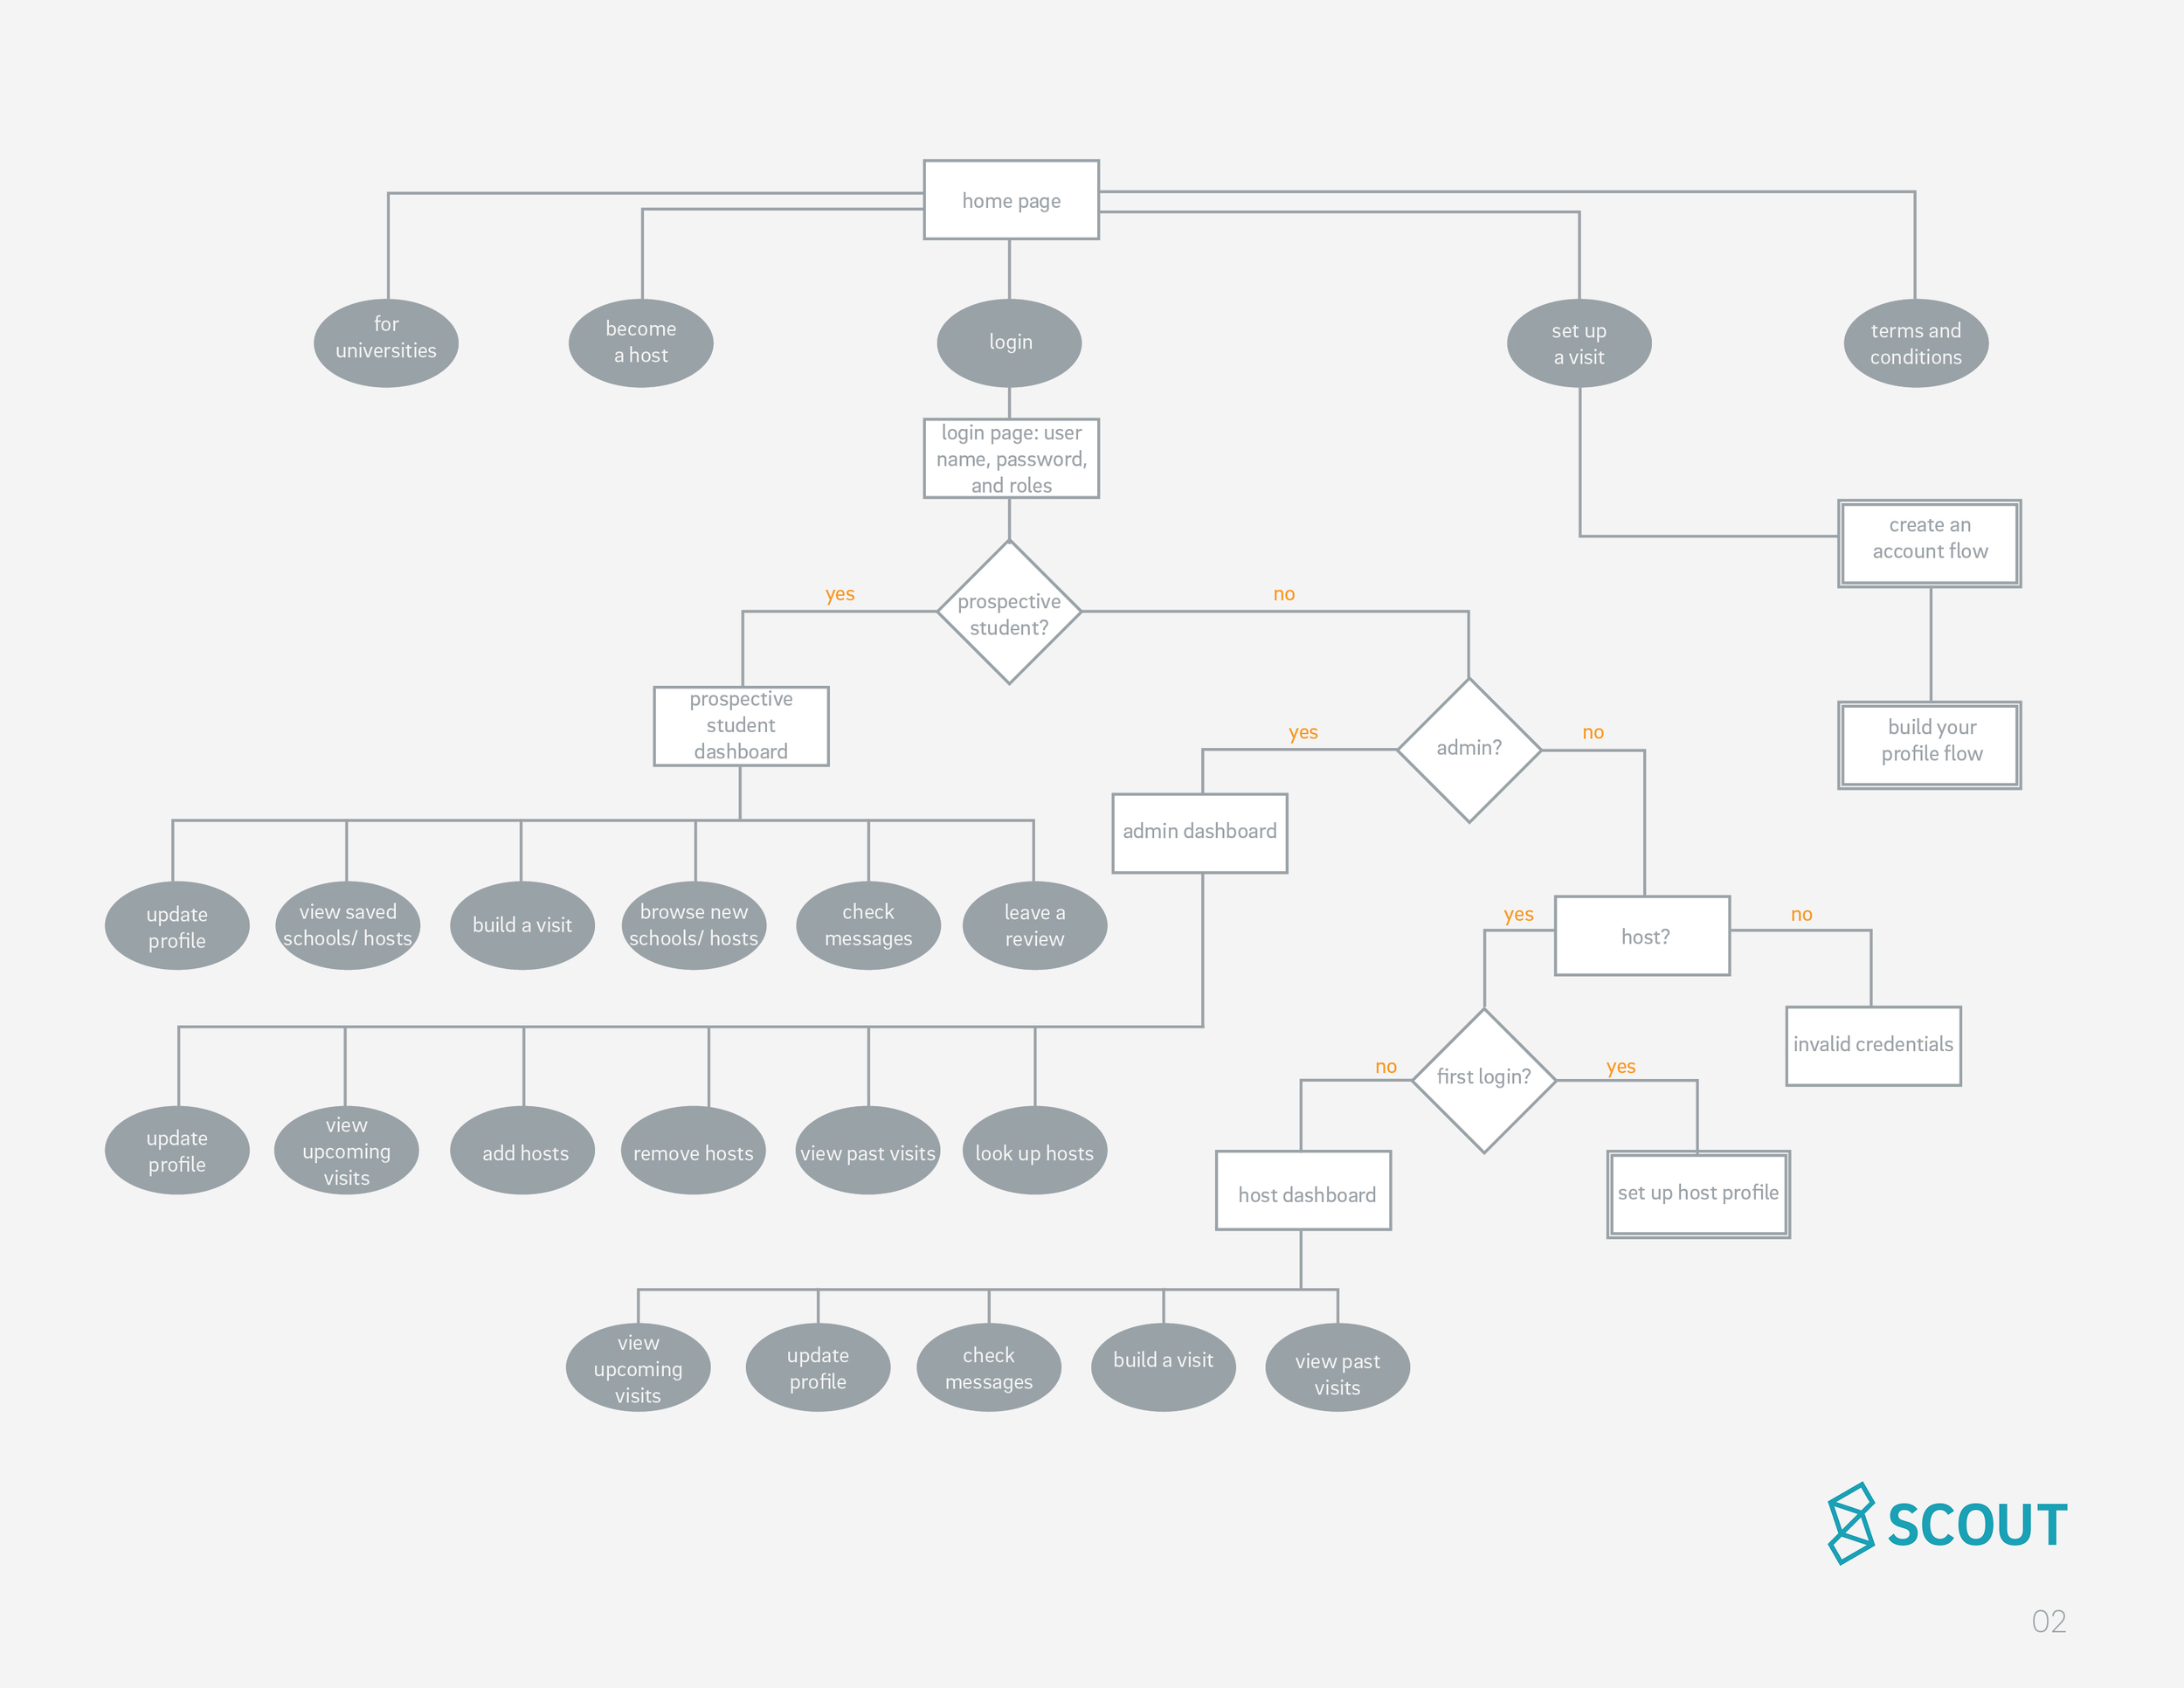 home page
for
universities
become
a host
login
set up
a visit
terms and
conditions
login page: user
name, password,
and roles
create an
account flow
yes
no
prospective
student?
prospective
student
dashboard
build your
profile flow
yes
no
admin?
admin dashboard
update
profile
view saved
schools/ hosts
build a visit
browse new
schools/ hosts
check
messages
leave a
review
yes
no
host?
invalid credentials
no
yes
first login?
update
profile
view
upcoming
visits
add hosts
remove hosts
view past visits
look up hosts
host dashboard
set up host profile
view
upcoming
visits
update
profile
check
messages
build a visit
view past
visits
SCOUT
02